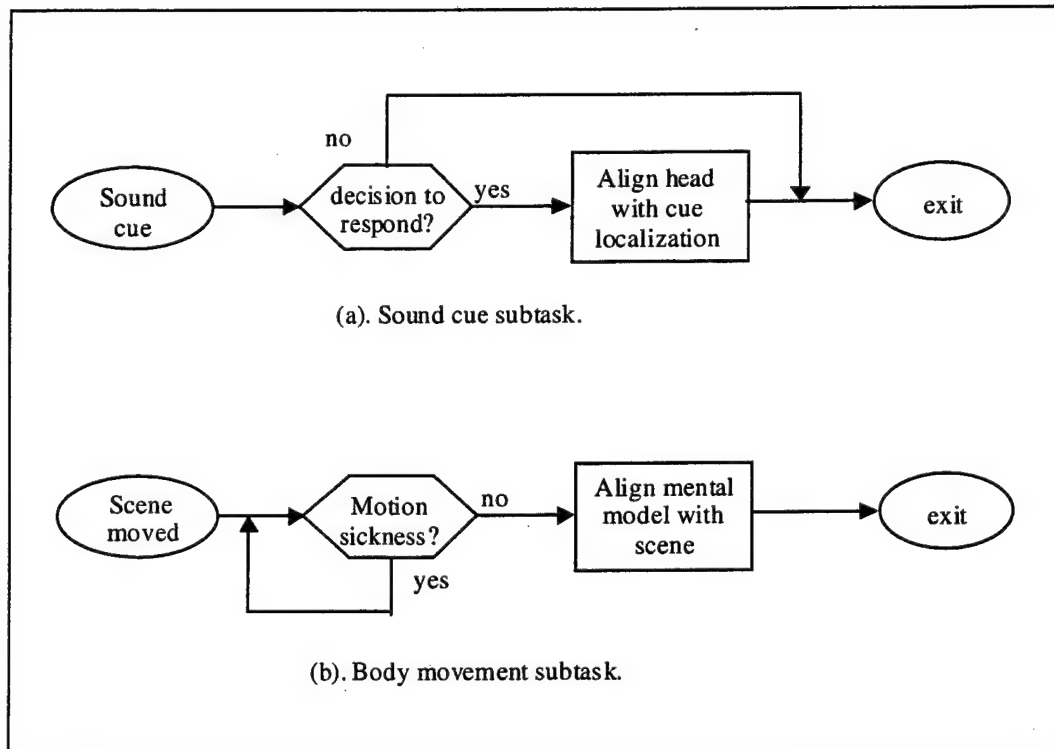 no
Sound
cue
decision to
respond?
yes
Align head
with cue
localization
exit
(a). Sound cue subtask.
Scene
moved
Motion
sickness?
no
yes
Align mental
model with
scene
exit
(b). Body movement subtask.